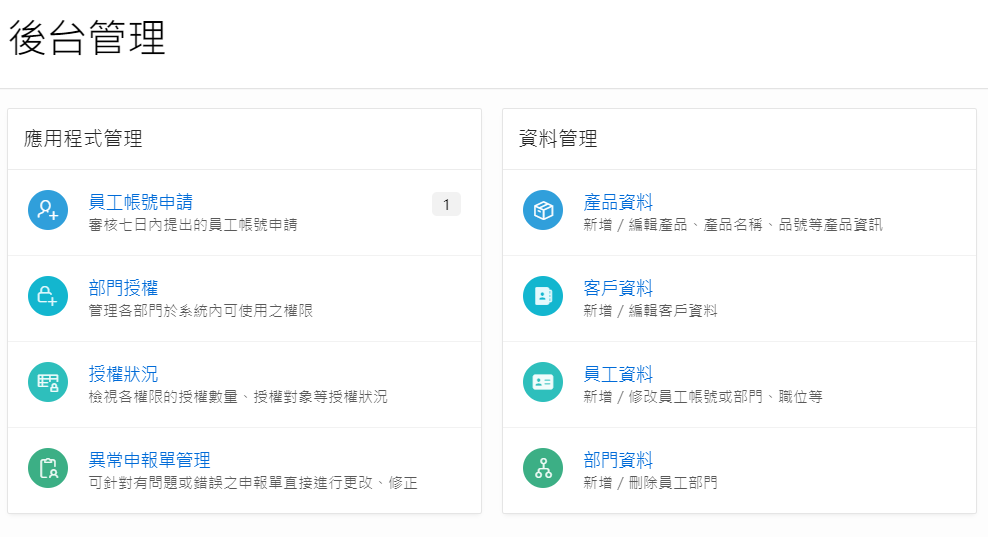 後台管理
應用程式管理
員工帳號申請
1
審核七日內提出的員工帳號申請
部門授權
管理各部門於系統內可使用之權限
授權狀況
檢視各權限的授權數量、授權對象等授權狀況
異常申報單管理
可針對有問題或錯誤之申報單直接進行更改、修正
資料管理
產品資料
新增 / 編輯產品、產品名稱、品號等產品資訊
客戶資料
新增 / 編輯客戶資料
員工資料
新增 / 修改員工帳號或部門、職位等
部門資料
新增 / 刪除員工部門